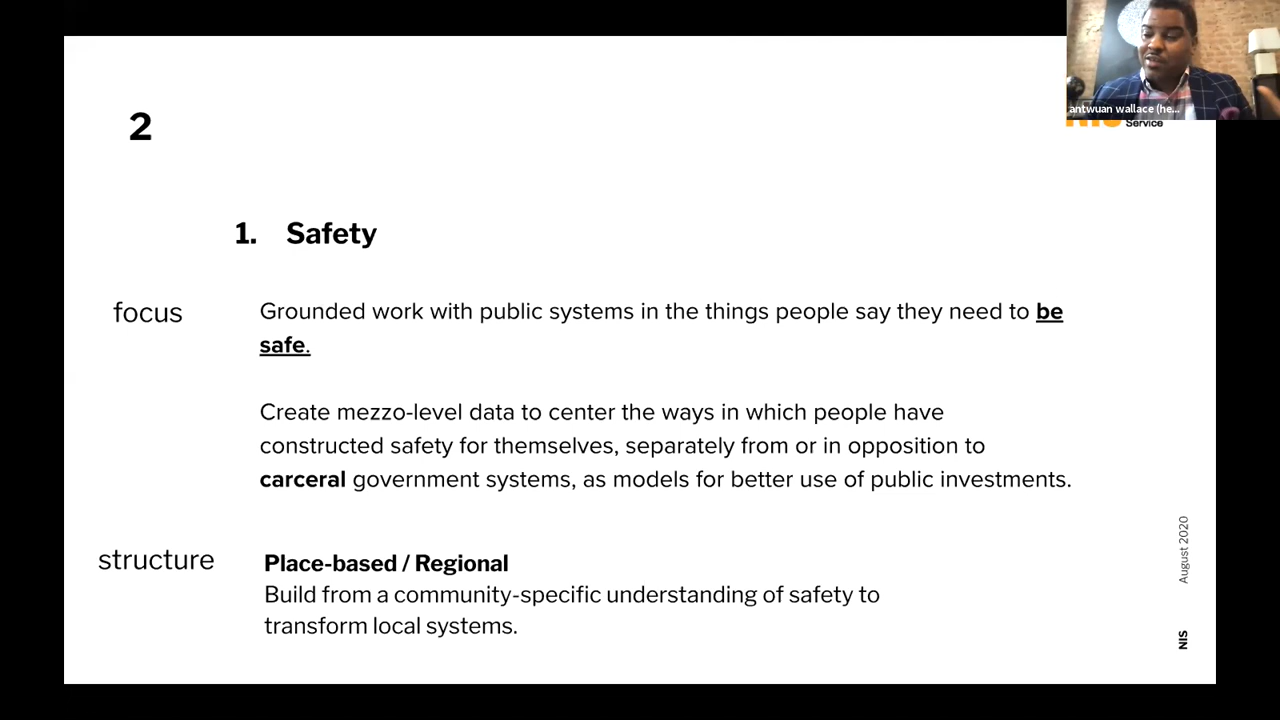 antwuan wallace (he...
Service
2
1. Safety
focus
Grounded work with public systems in the things people say they need to be
safe.
Create mezzo-level data to center the ways in which people have
constructed safety for themselves, separately from or in opposition to
carceral government systems, as models for better use of public investments.
structure
Place-based / Regional
Build from a community-specific understanding of safety to
transform local systems.
August 2020
NIS